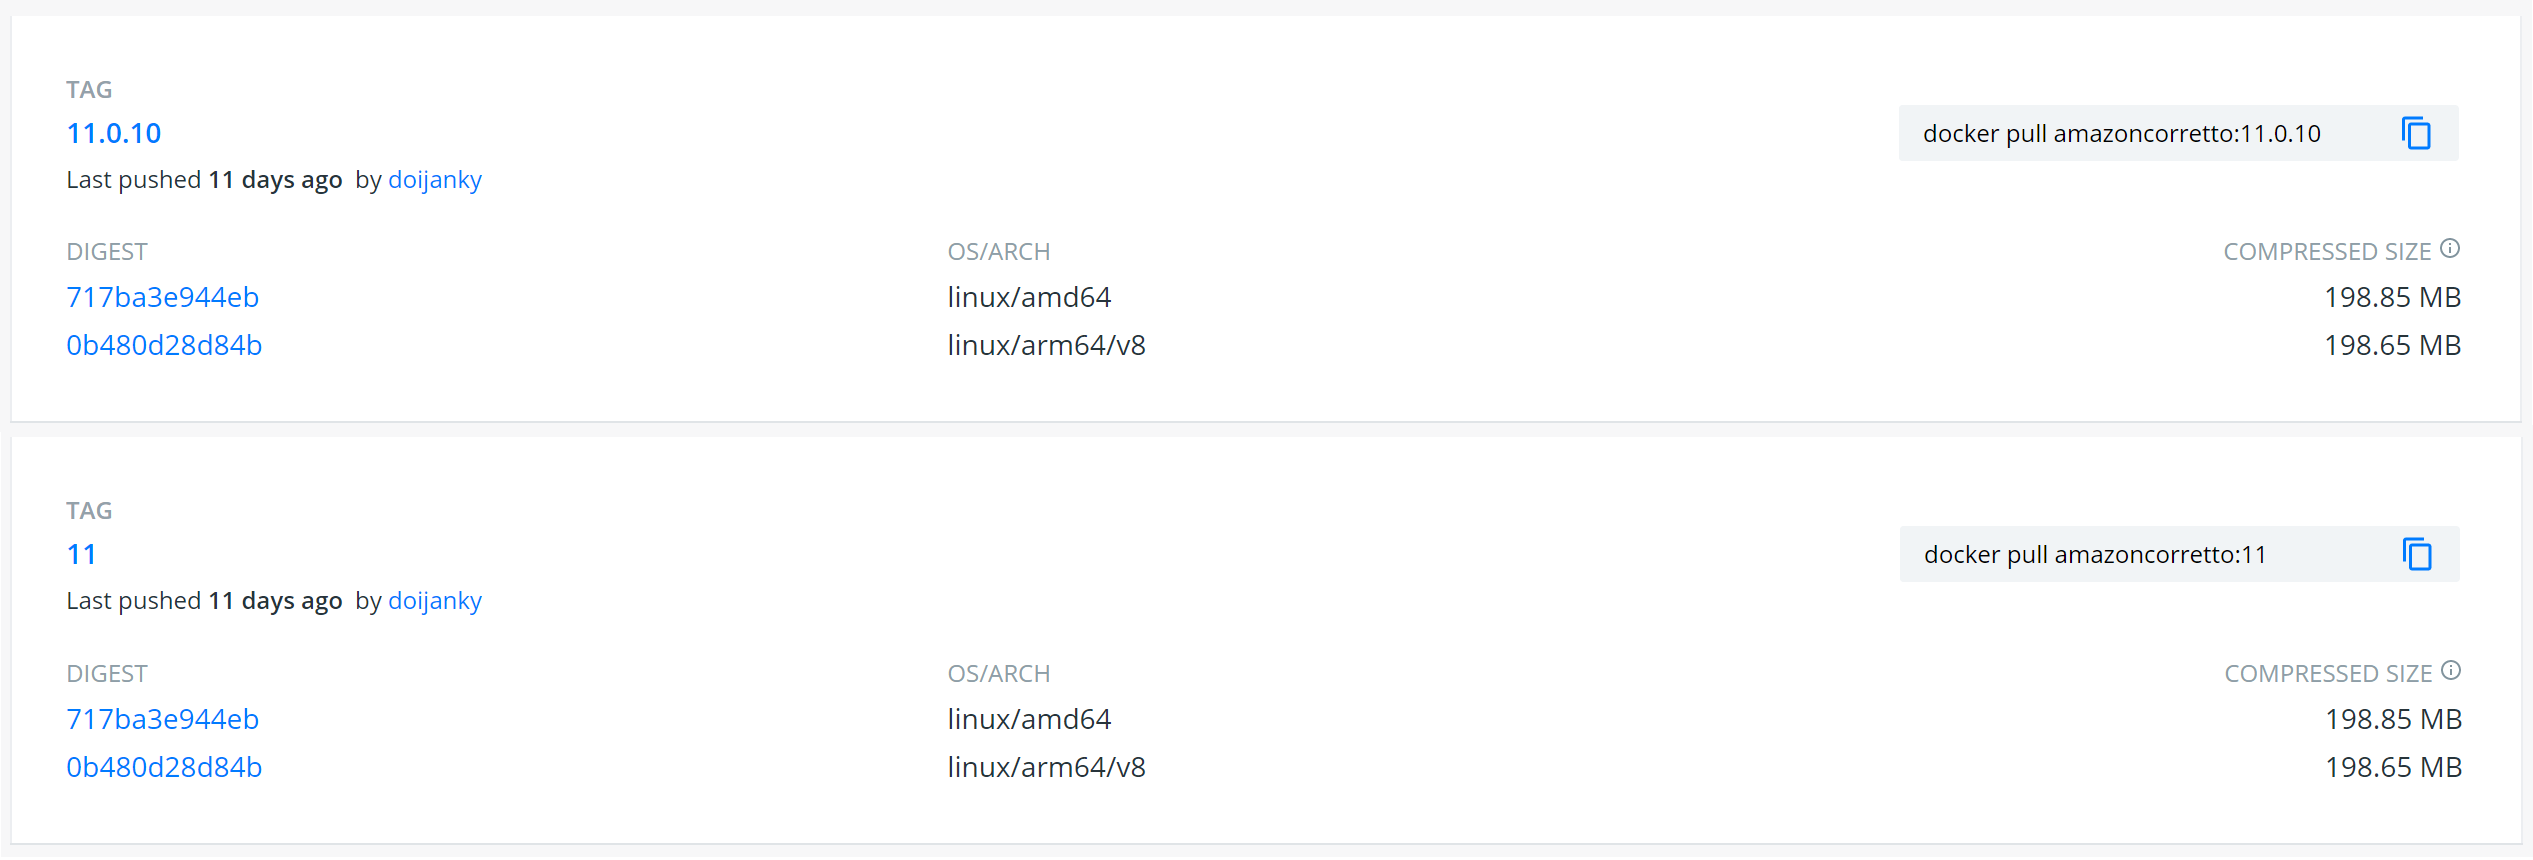 TAG
11.0.10
docker pull amazoncorretto:11.0.10
Last pushed 11 days ago by doijanky
DIGEST OS/ARCH COMPRESSED SIZE
717ba3e944eb linux/amd64 198.85 MB
0b480d28d84b linux/arm64/v8 198.65 MB
TAG
11
docker pull amazoncorretto:11
Last pushed 11 days ago by doijanky
DIGEST OS/ARCH COMPRESSED SIZE
717ba3e944eb linux/amd64 198.85 MB
0b480d28d84b linux/arm64/v8 198.65 MB